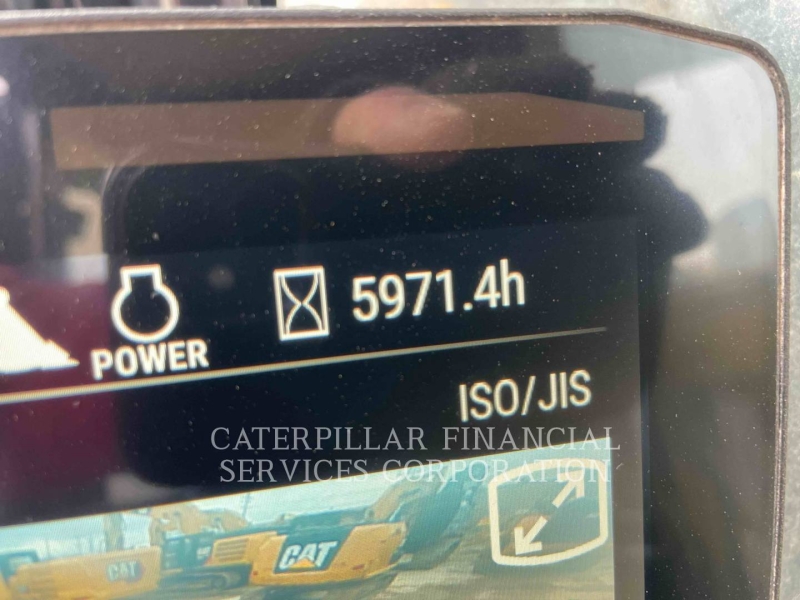 5971.4h
POWER
ISO/JIS
CATERPILLAR FINANCIAL
SERVICES CORPORATION
CAT
CAT